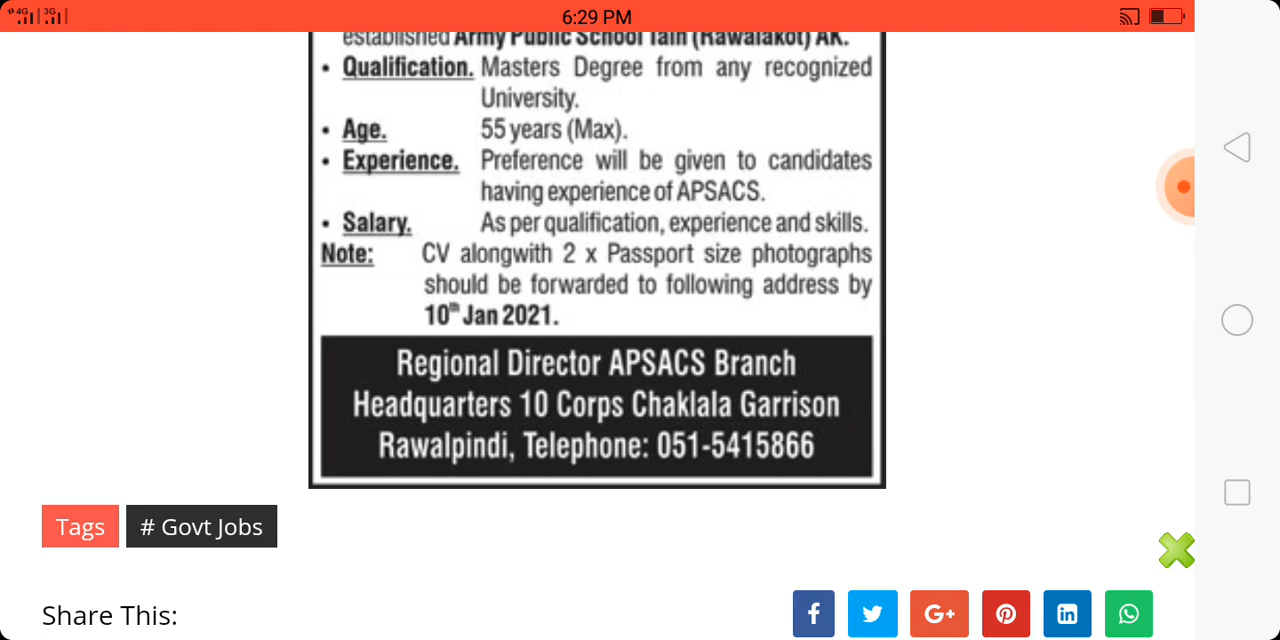 4G 3G
6:29 PM
established Army Public School Tain (Rawalakot) AK.
• Qualification. Masters Degree from any recognized
University.
• Age. 55 years (Max).
• Experience. Preference will be given to candidates
having experience of APSACS.
• Salary. As per qualification, experience and skills.
Note: CV alongwith 2 x Passport size photographs
should be forwarded to following address by
10th Jan 2021.
Regional Director APSACS Branch
Headquarters 10 Corps Chaklala Garrison
Rawalpindi, Telephone: 051-5415866
Tags # Govt Jobs
Share This: f G+ in